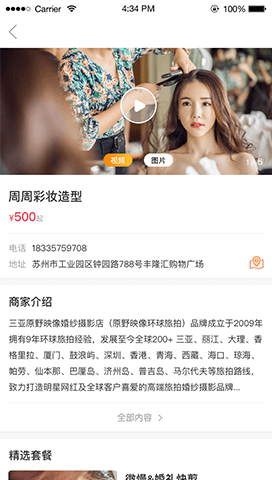 Carrier 4:34 PM 100%
视频 图片 1/5
周周彩妆造型
¥500起
电话 18335759708
地址 苏州市工业园区钟园路788号丰隆汇购物广场
商家介绍
三亚原野映像婚纱摄影店（原野映像环球旅拍）品牌成立于2009年
拥有9年环球旅拍经验，发展至今全球200+ 三亚、丽江、大理、香
格里拉、厦门、鼓浪屿、深圳、香港、青海、西藏、海口、琼海、
帕劳、仙本那、巴厘岛、济州岛、普吉岛、马尔代夫等旅拍路线，
致力打造明星网红及全球客户喜爱的高端旅拍婚纱摄影品牌...
全部内容 >
精选套餐
微慢&婚礼快剪